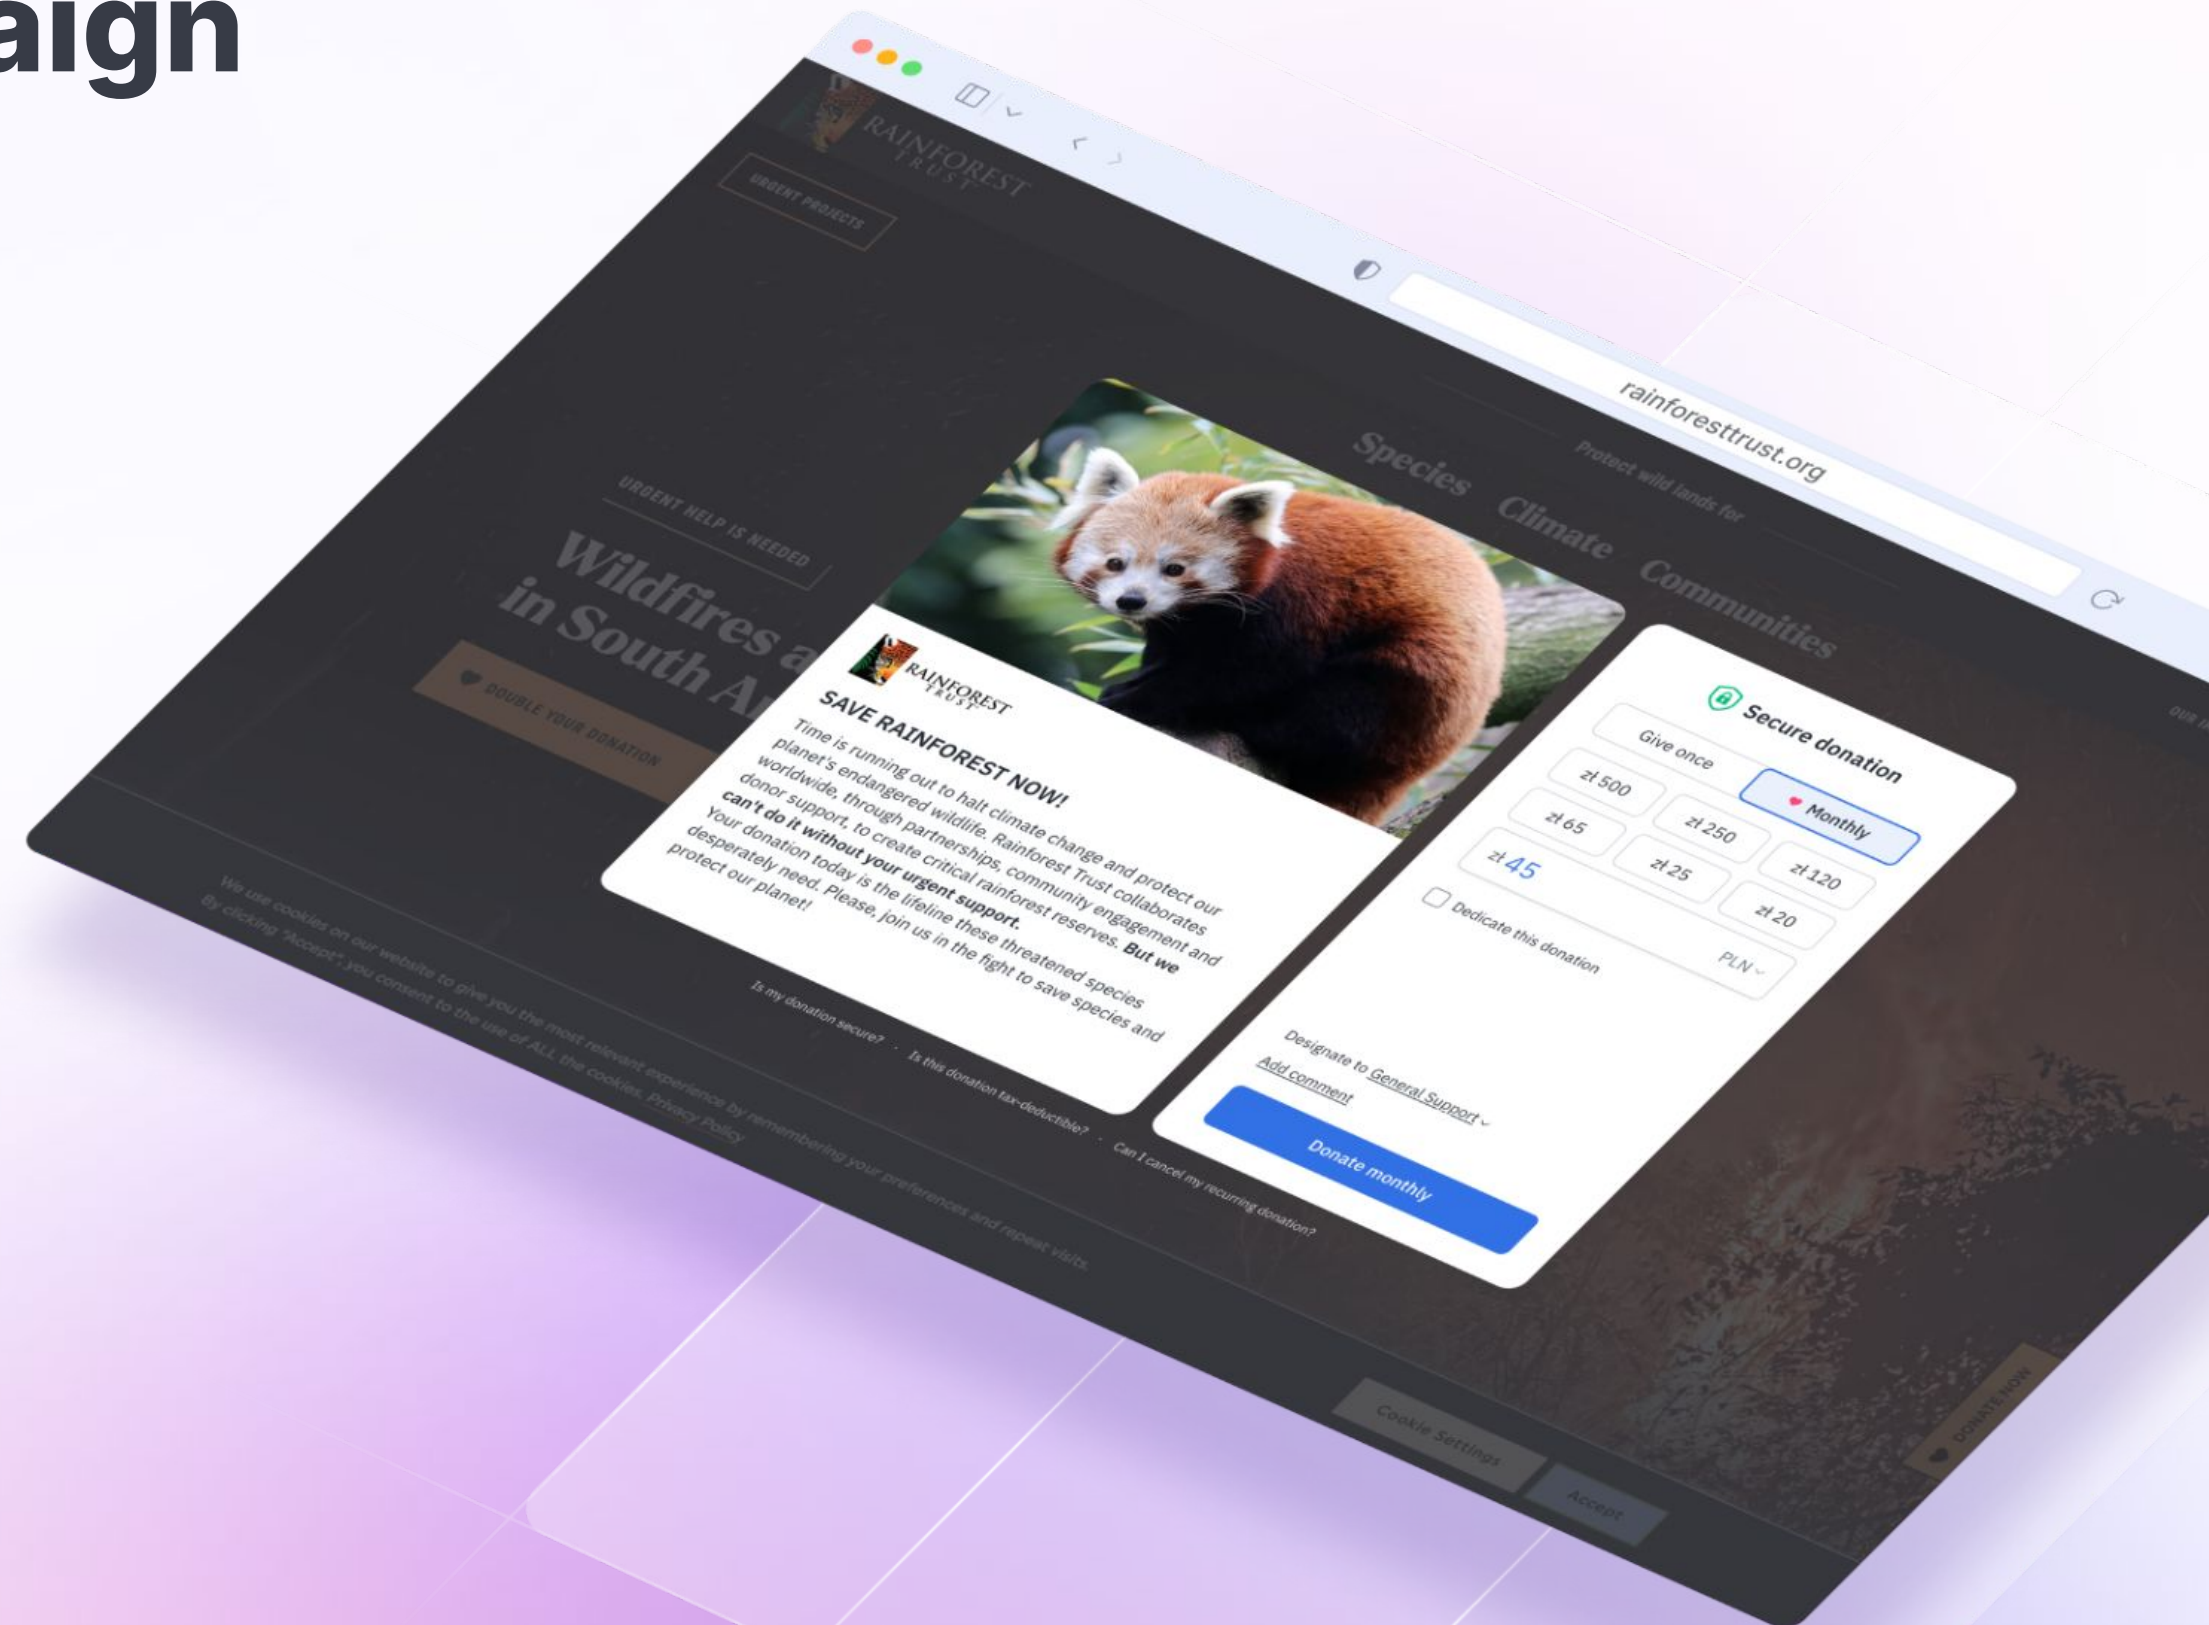 aign
rainforesttrust.org
RAINFOREST
TRUST
URGENT PROJECTS
Protect wild lands for
Species Climate Communities
URGENT HELP IS NEEDED
Wildfires
in South
DOUBLE YOUR DONATION
RAINFOREST
TRUST
SAVE RAINFOREST NOW!
Time is running out to halt climate change and protect our
planet's endangered wildlife. Rainforest Trust collaborates
worldwide, through partnerships, community engagement and
donor support, to create critical rainforest reserves. But we
can't do it without your urgent support.
Your donation today is the lifeline these threatened species
desperately need. Please, join us in the fight to save species and
protect our planet!
Secure donation
Give once
Monthly
zł 500
zł 250
zł 120
zł 65
zł 25
zł 20
zł 45
PLN
Dedicate this donation
Designate to General Support
Add comment
Donate monthly
Is my donation secure? · Is this donation tax-deductible? · Can I cancel my recurring donation?
We use cookies on our website to give you the most relevant experience by remembering your preferences and repeat visits.
By clicking "Accept", you consent to the use of ALL the cookies. Privacy Policy
Cookie Settings
Accept
DONATE NOW
OUR